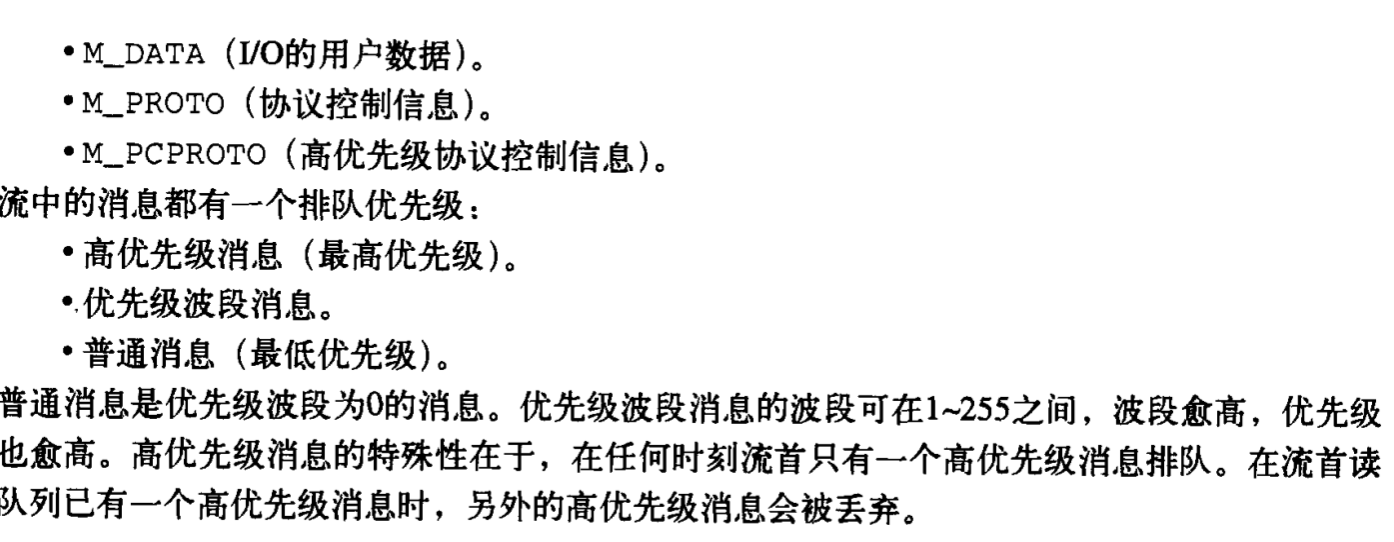 •M_DATA（I/O的用户数据）。
•M_PROTO（协议控制信息）。
•M_PCPROTO（高优先级协议控制信息）。
流中的消息都有一个排队优先级：
•高优先级消息（最高优先级）。
•优先级波段消息。
•普通消息（最低优先级）。
普通消息是优先级波段为0的消息。优先级波段消息的波段可在1~255之间，波段愈高，优先级
也愈高。高优先级消息的特殊性在于，在任何时刻流首只有一个高优先级消息排队。在流首读
队列已有一个高优先级消息时，另外的高优先级消息会被丢弃。